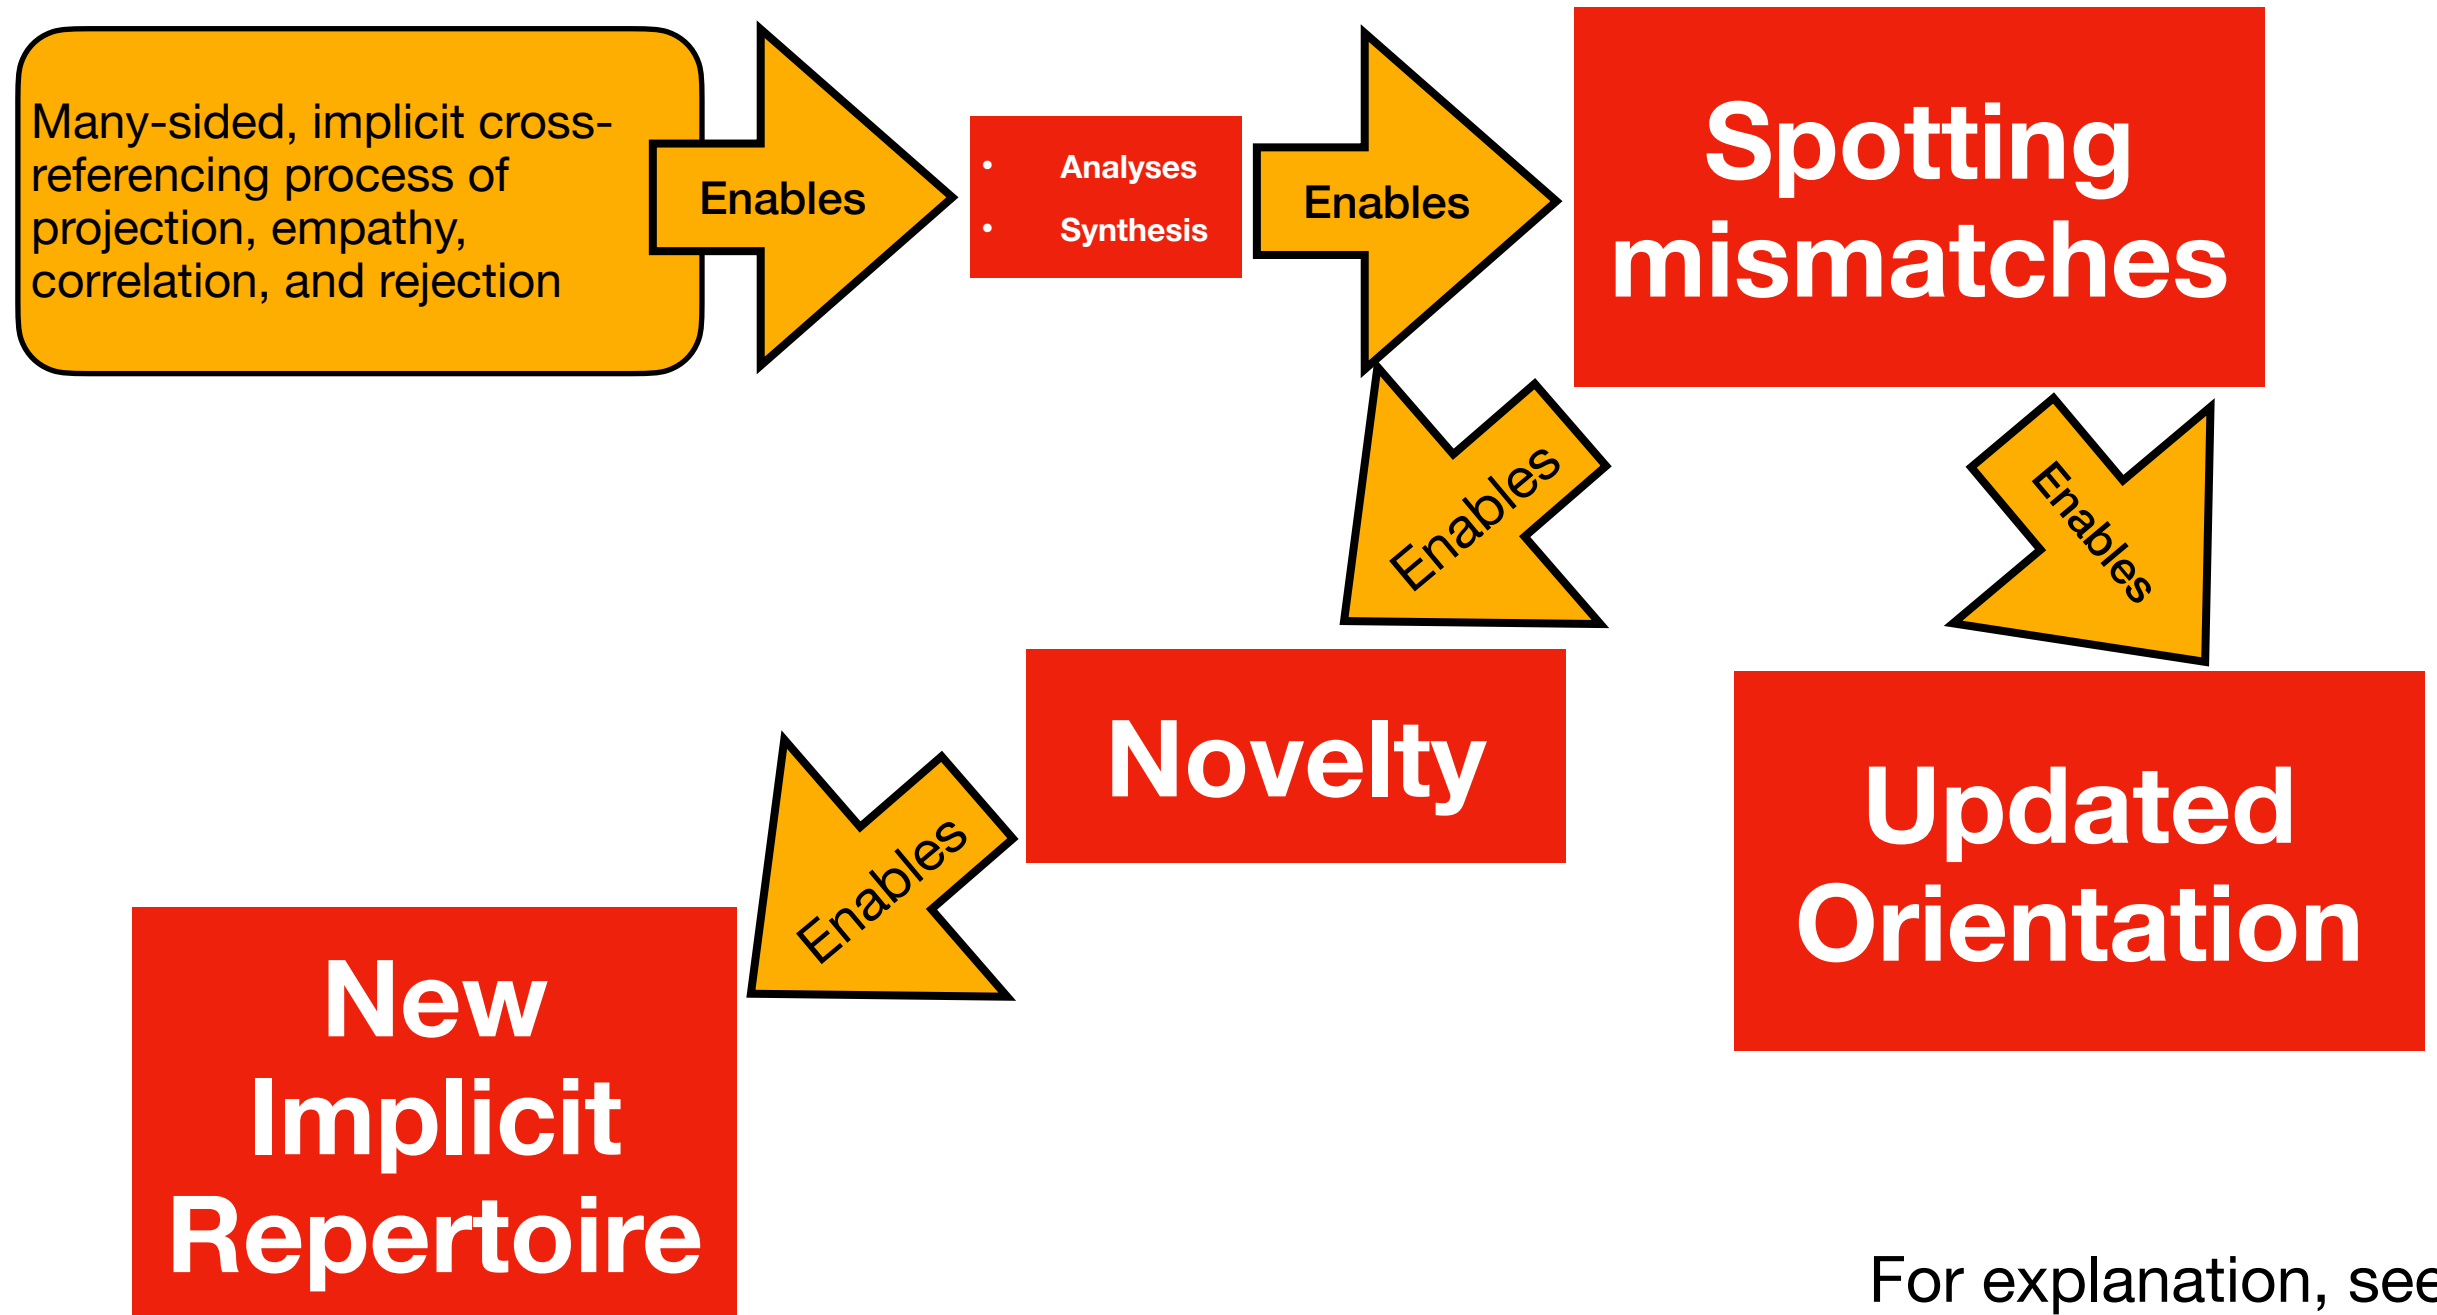 Many-sided, implicit cross-
referencing process of
projection, empathy,
correlation, and rejection
Enables
• Analyses
• Synthesis
Enables
Spotting
mismatches
Enables
Enables
Novelty
Updated
Orientation
Enables
New
Implicit
Repertoire
For explanation, see